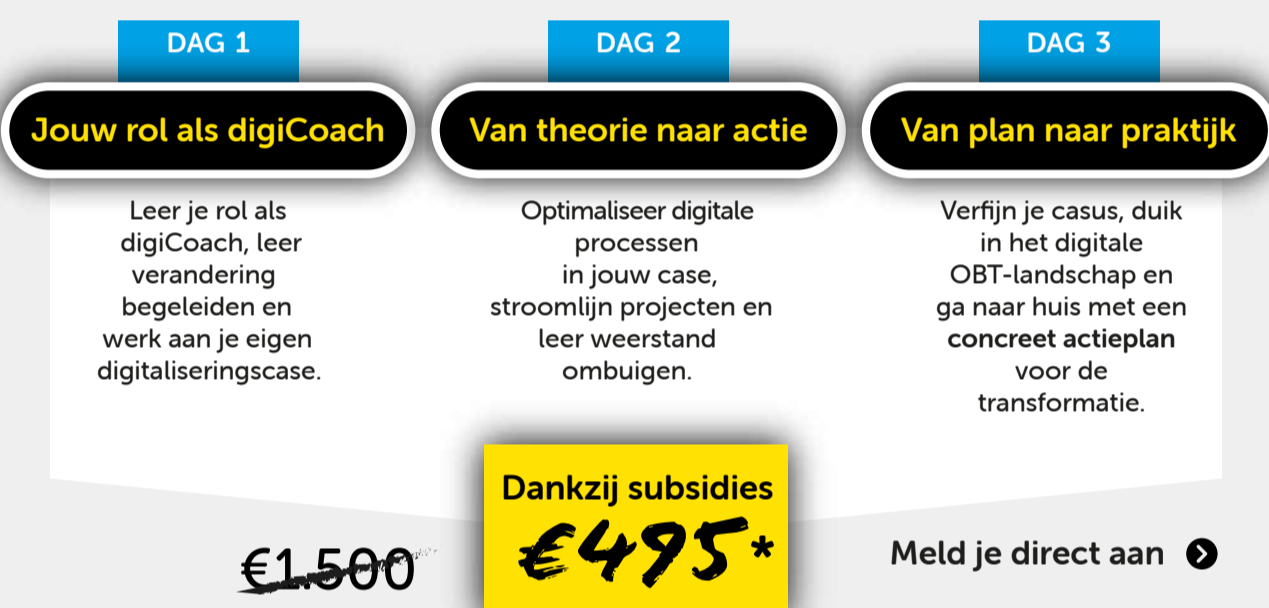 DAG 1
Jouw rol als digiCoach
Leer je rol als
digiCoach, leer
verandering
begeleiden en
werk aan je eigen
digitaliseringscase.
DAG 2
Van theorie naar actie
Optimaliseer digitale
processen
in jouw case,
stroomlijn projecten en
leer weerstand
ombuigen.
DAG 3
Van plan naar praktijk
Verfijn je casus, duik
in het digitale
OBT-landschap en
ga naar huis met een
concreet actieplan
voor de
transformatie.
€1.500
Dankzij subsidies
€495*
Meld je direct aan